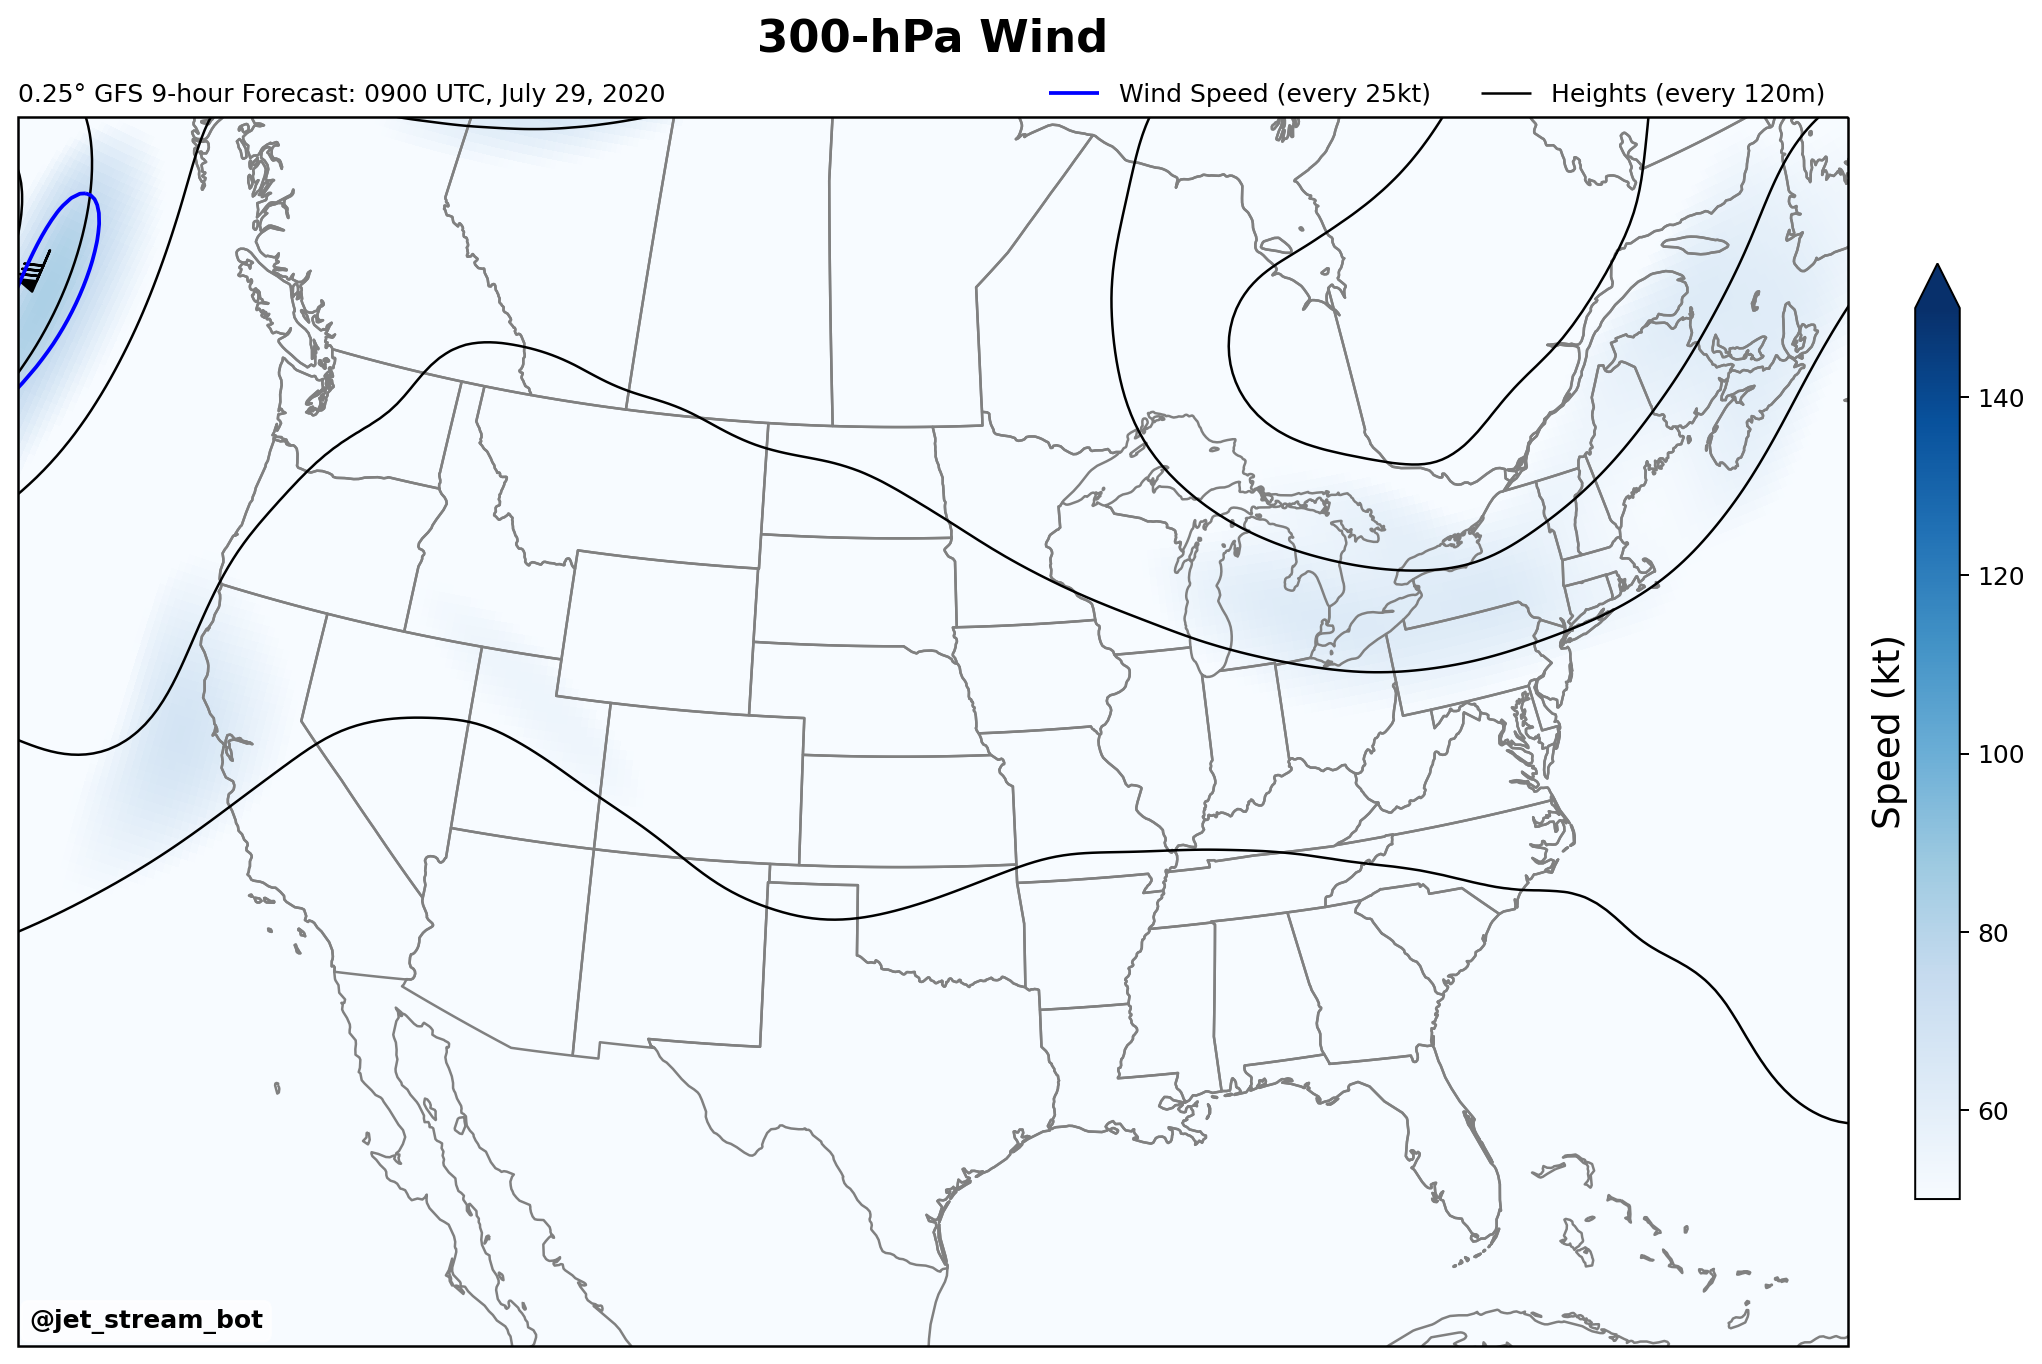 300-hPa Wind
0.25° GFS 9-hour Forecast: 0900 UTC, July 29, 2020
Wind Speed (every 25kt)
Heights (every 120m)
140
120
100
80
60
Speed (kt)
@jet_stream_bot